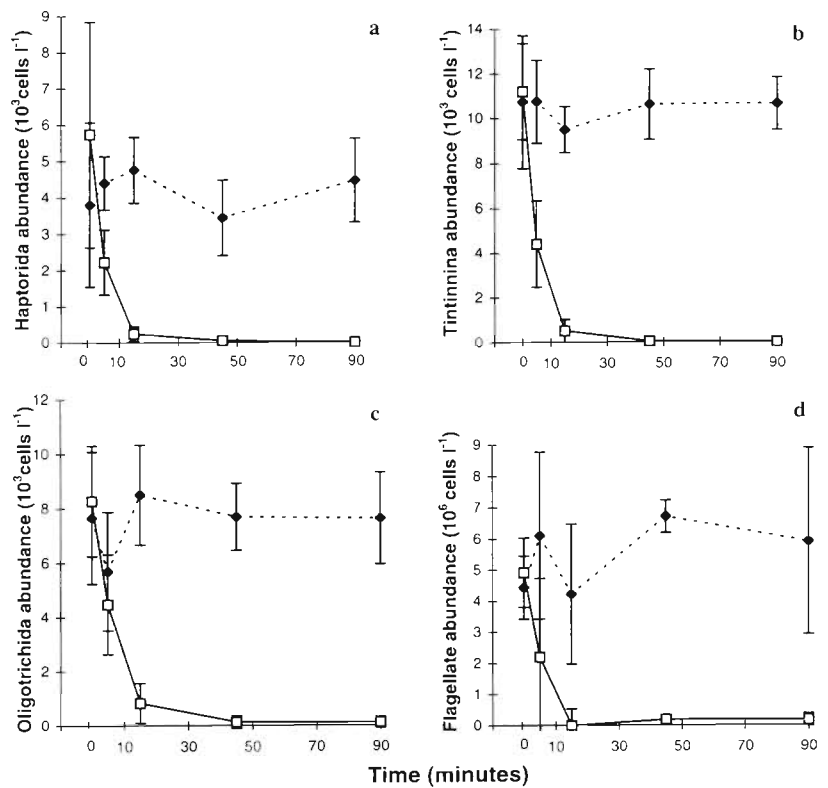 a
Haptorida abundance (10³cells l⁻¹)
9
8
7
6
5
4
3
2
1
0
0 10 30 50 70 90
b
Tintinnina abundance (10³ cells l⁻¹)
14
12
10
8
6
4
2
0
0 10 30 50 70 90
c
Oligotrichida abundance (10³cells l⁻¹)
12
10
8
6
4
2
0
0 10 30 50 70 90
d
Flagellate abundance (10⁶ cells l⁻¹)
9
8
7
6
5
4
3
2
1
0
0 10 30 50 70 90
Time (minutes)